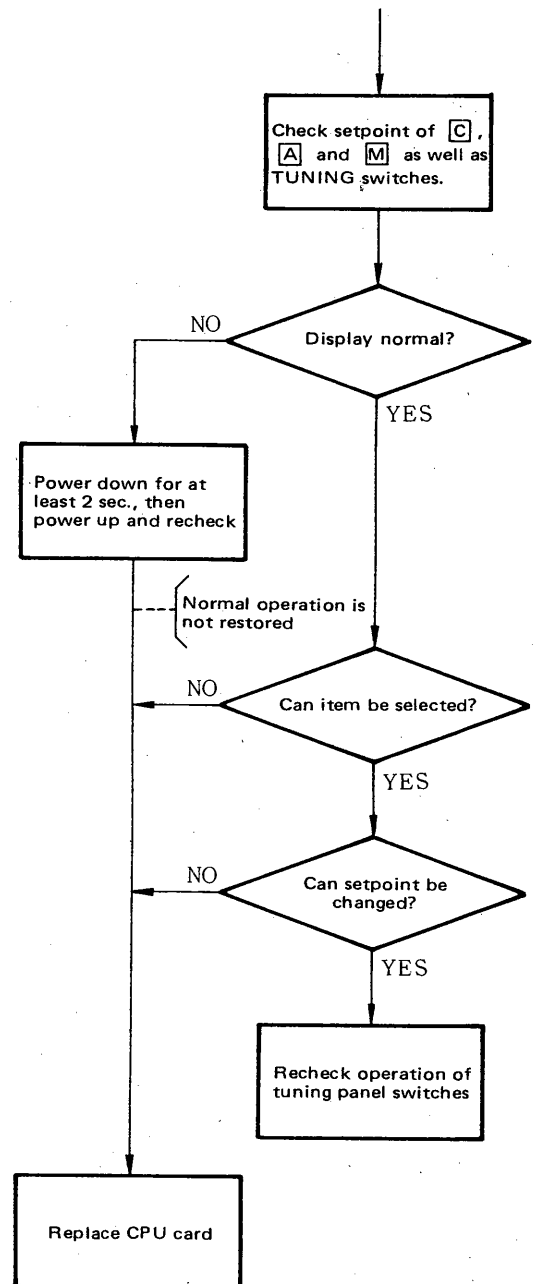 Check setpoint of C ,
A and M as well as
TUNING switches.
Display normal?
NO
YES
Power down for at
least 2 sec., then
power up and recheck
Normal operation is
not restored
Can item be selected?
NO
YES
Can setpoint be
changed?
NO
YES
Recheck operation of
tuning panel switches
Replace CPU card